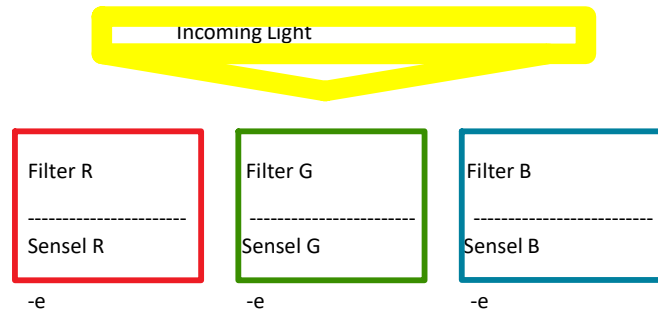 Incoming Light
Filter R Filter G Filter B
----------------------- ------------------------ --------------------------
Sensel R Sensel G Sensel B
-e -e -e